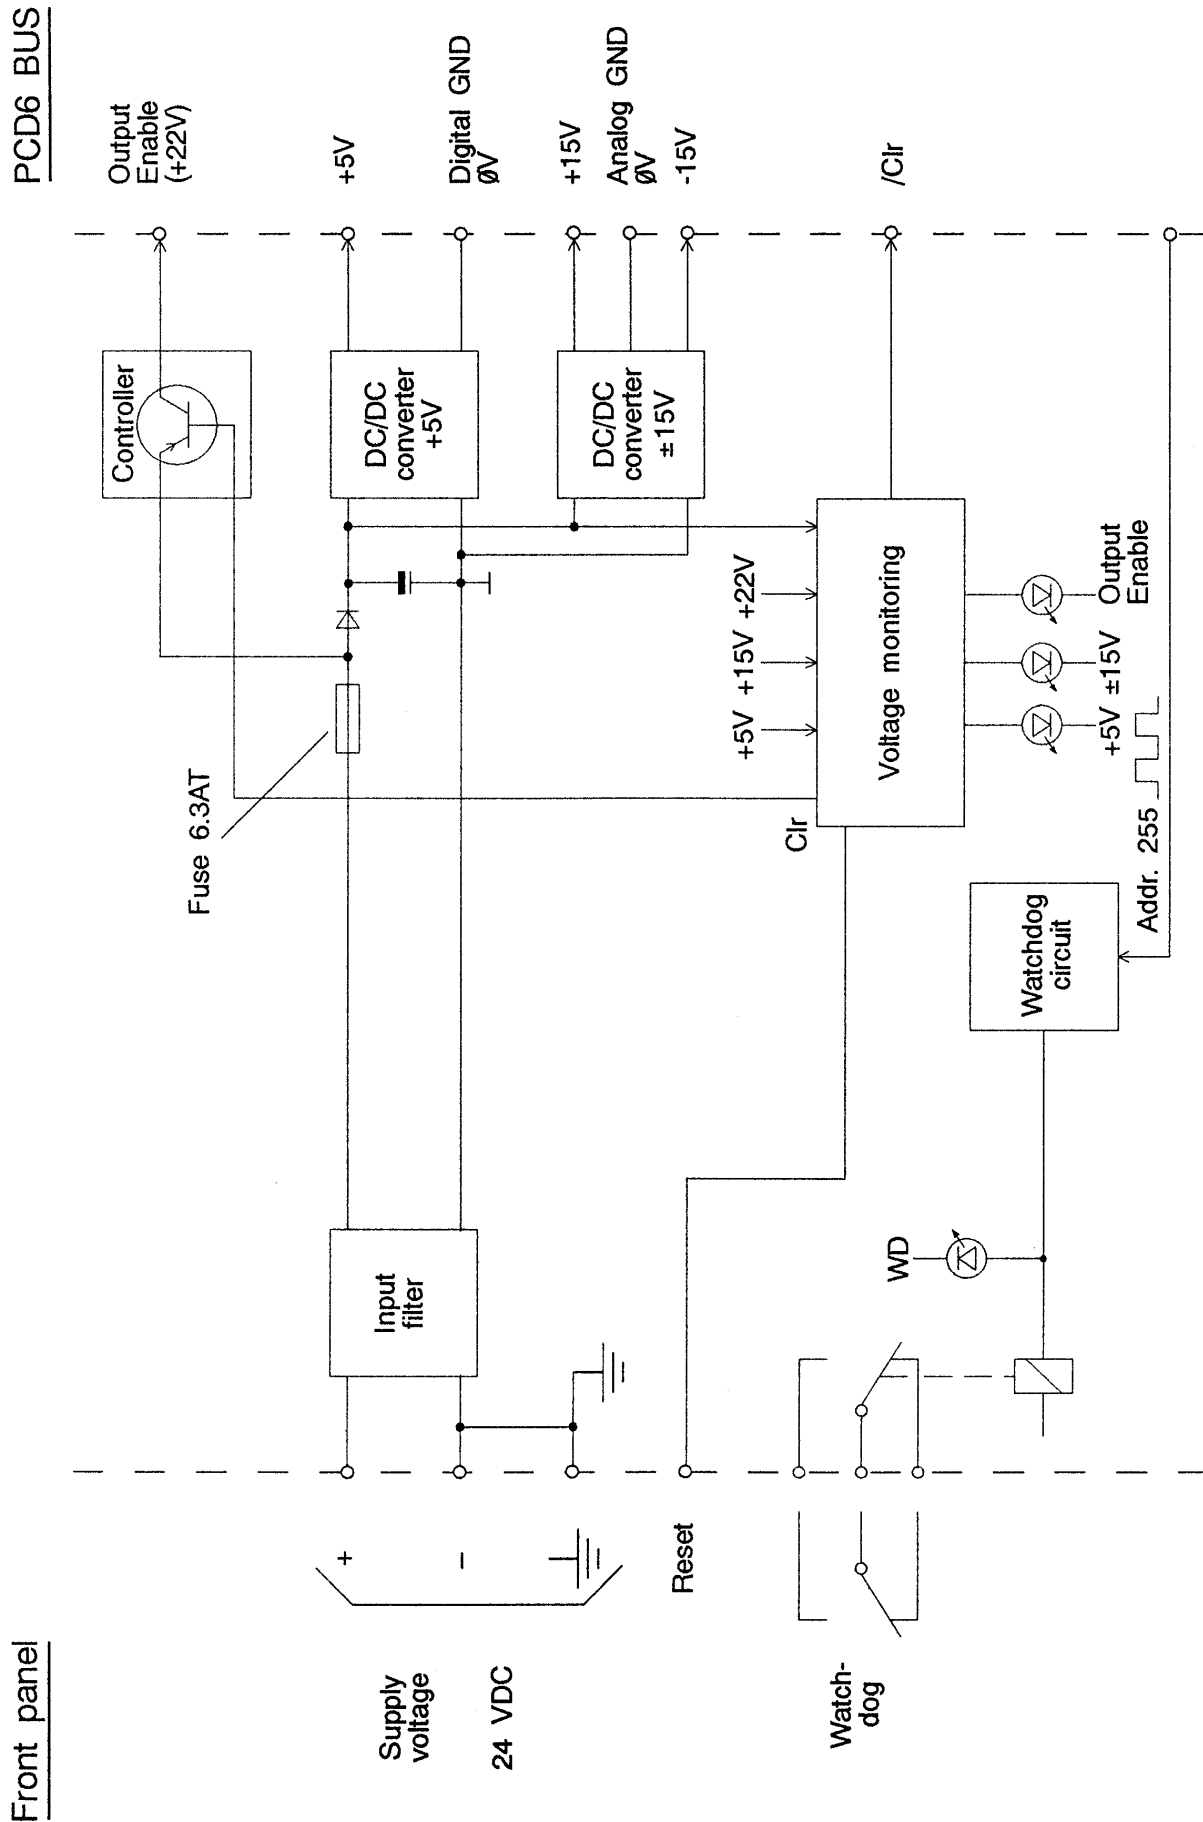 Front panel
PCD6 BUS
Output
Enable
(+22V)
Controller
Fuse 6.3AT
+5V
Supply
voltage
24 VDC
+
−
Input
filter
DC/DC
converter
+5V
Digital GND
ØV
DC/DC
converter
±15V
+15V
Analog GND
ØV
-15V
Reset
Clr
+5V +15V +22V
Voltage monitoring
/Clr
+5V ±15V
Output
Enable
Watch-
dog
WD
Watchdog
circuit
Addr. 255